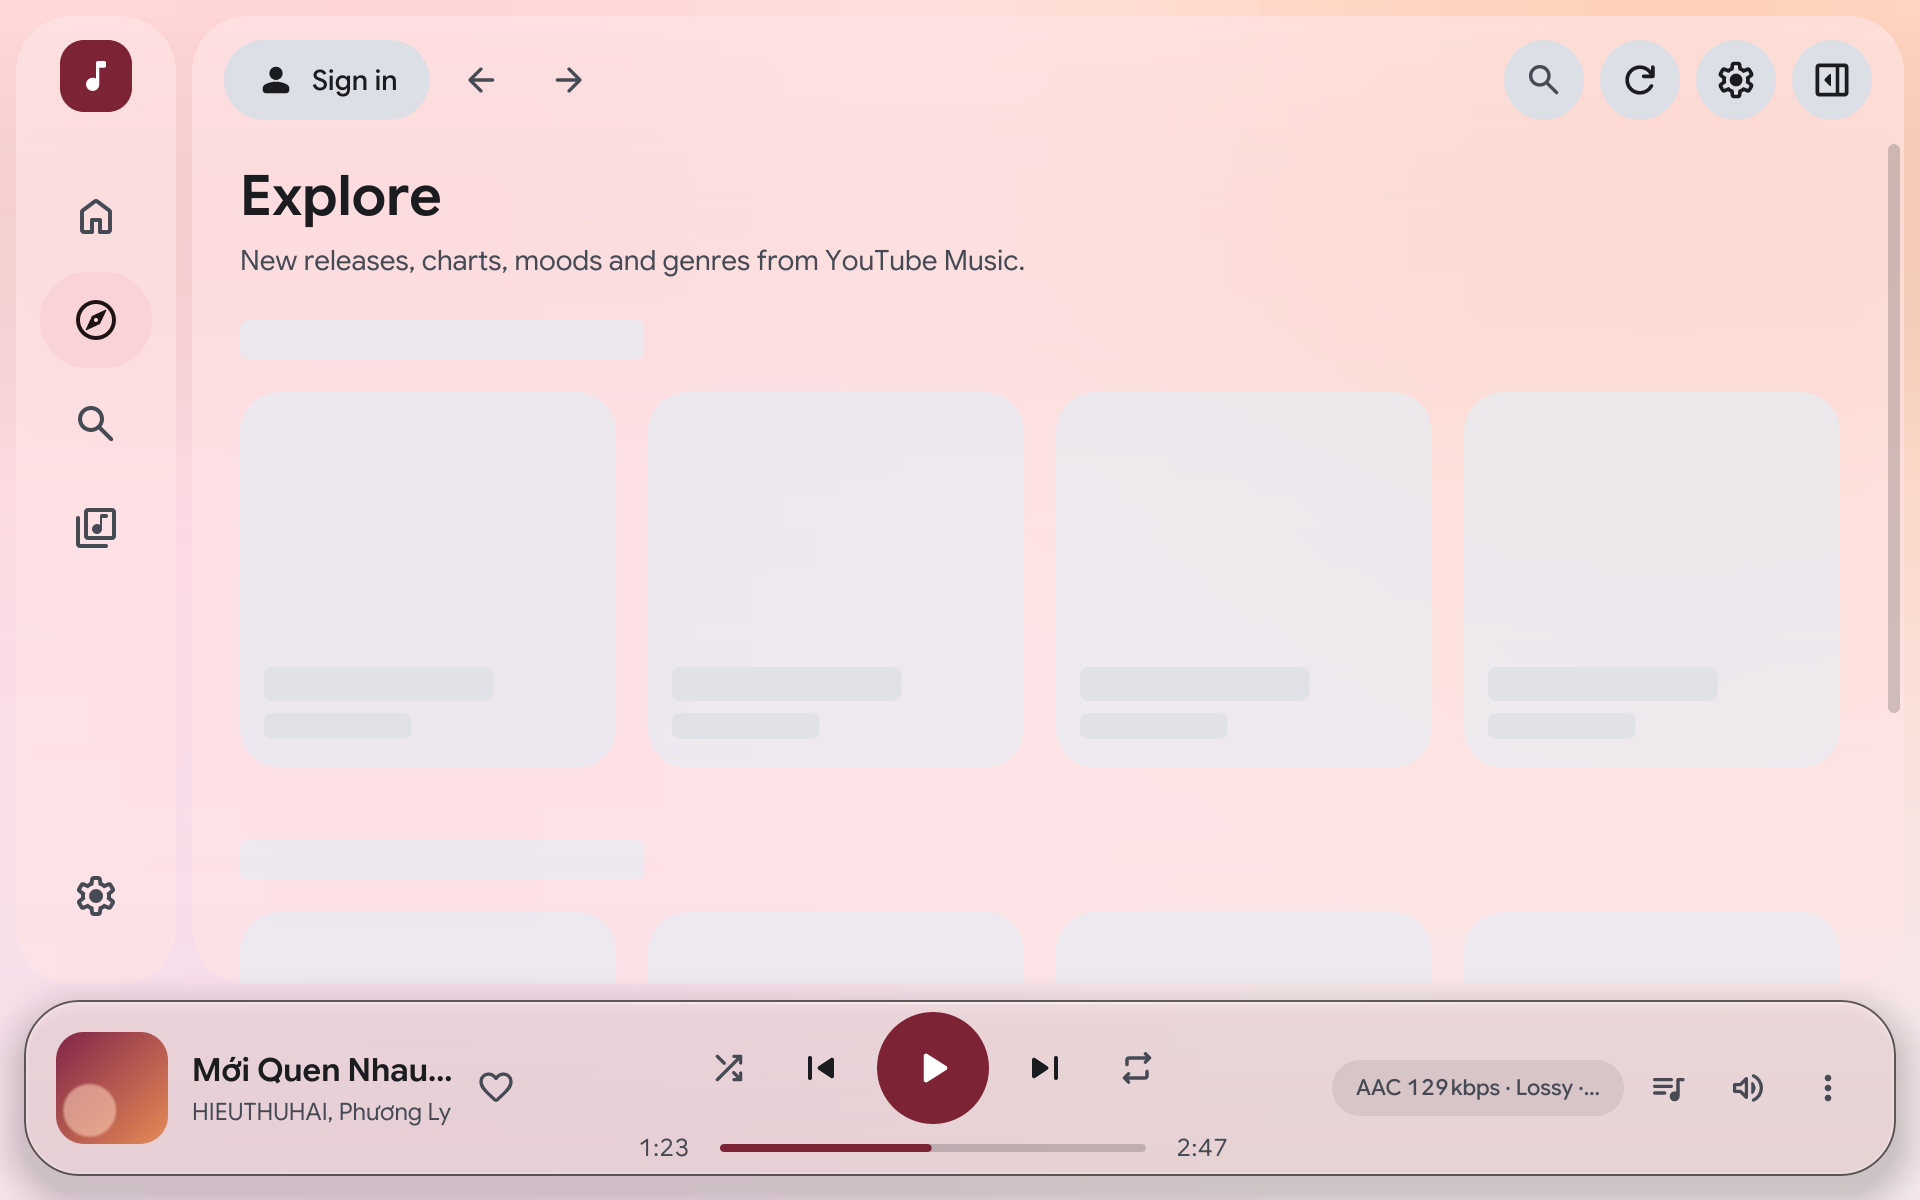 Sign in
Explore
New releases, charts, moods and genres from YouTube Music.
Mới Quen Nhau...
HIEUTHUHAI, Phương Ly
1:23
2:47
AAC 129kbps · Lossy ·...